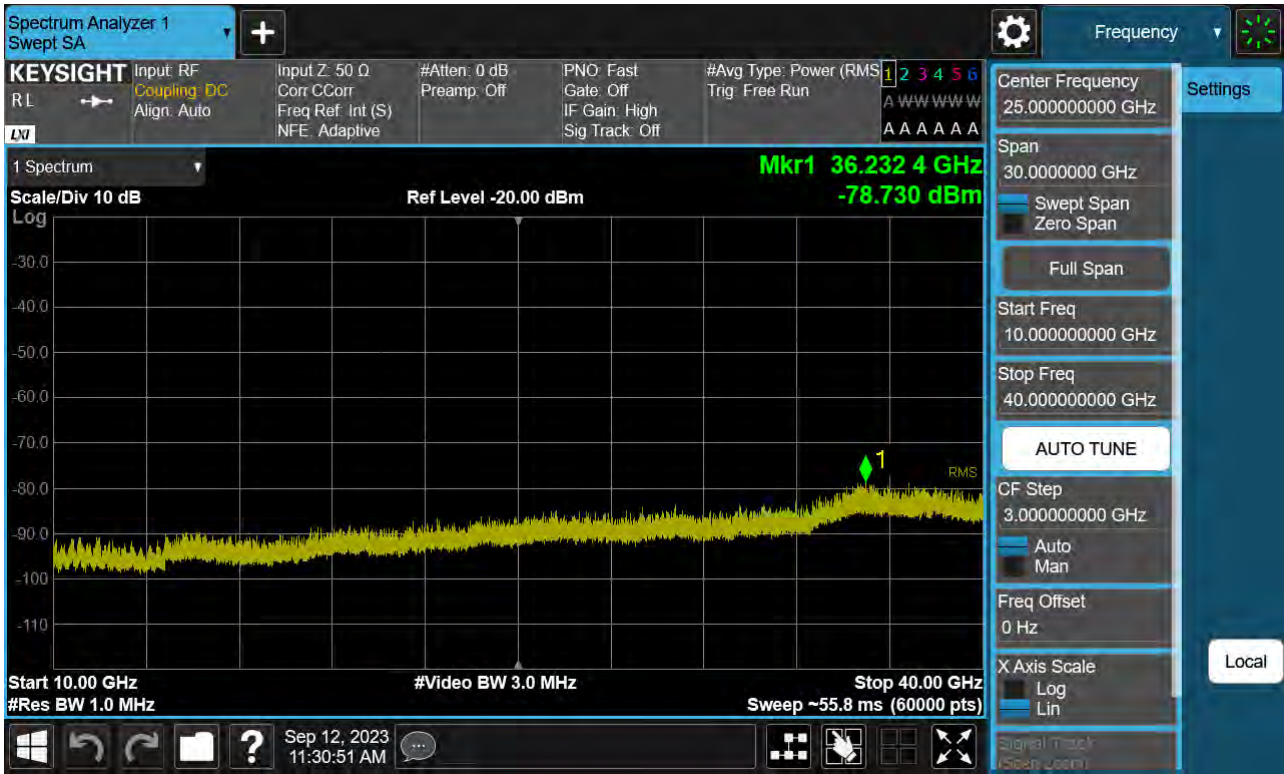 Spectrum Analyzer 1
Swept SA
Frequency
KEYSIGHT
RL
LXI
Input: RF
Coupling: DC
Align: Auto
Input Z: 50 Ω
Corr CCorr
Freq Ref: Int (S)
NFE: Adaptive
#Atten: 0 dB
Preamp: Off
PNO: Fast
Gate: Off
IF Gain: High
Sig Track: Off
#Avg Type: Power (RMS
Trig: Free Run
1 2 3 4 5 6
A W W W W W
A A A A A A
1 Spectrum
Scale/Div 10 dB
Ref Level -20.00 dBm
Mkr1 36.232 4 GHz
-78.730 dBm
Log
-30.0
-40.0
-50.0
-60.0
-70.0
-80.0
-90.0
-100
-110
1
RMS
Start 10.00 GHz
#Res BW 1.0 MHz
#Video BW 3.0 MHz
Stop 40.00 GHz
Sweep ~55.8 ms (60000 pts)
Sep 12, 2023
11:30:51 AM
Center Frequency
25.000000000 GHz
Span
30.0000000 GHz
Swept Span
Zero Span
Full Span
Start Freq
10.000000000 GHz
Stop Freq
40.000000000 GHz
AUTO TUNE
CF Step
3.000000000 GHz
Auto
Man
Freq Offset
0 Hz
X Axis Scale
Log
Lin
Signal Track
(Span Zoom)
Settings
Local